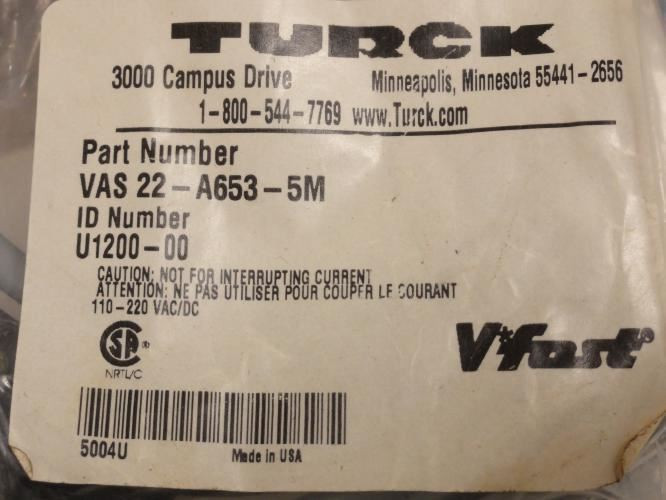 TURCK
3000 Campus Drive Minneapolis, Minnesota 55441-2656
1-800-544-7769 www.Turck.com
Part Number
VAS 22-A653-5M
ID Number
U1200-00
CAUTION: NOT FOR INTERRUPTING CURRENT
ATTENTION: NE PAS UTILISER POUR COUPER LE COURANT
110-220 VAC/DC
SA ® V*fast®
NRTL/C
5004U Made in USA